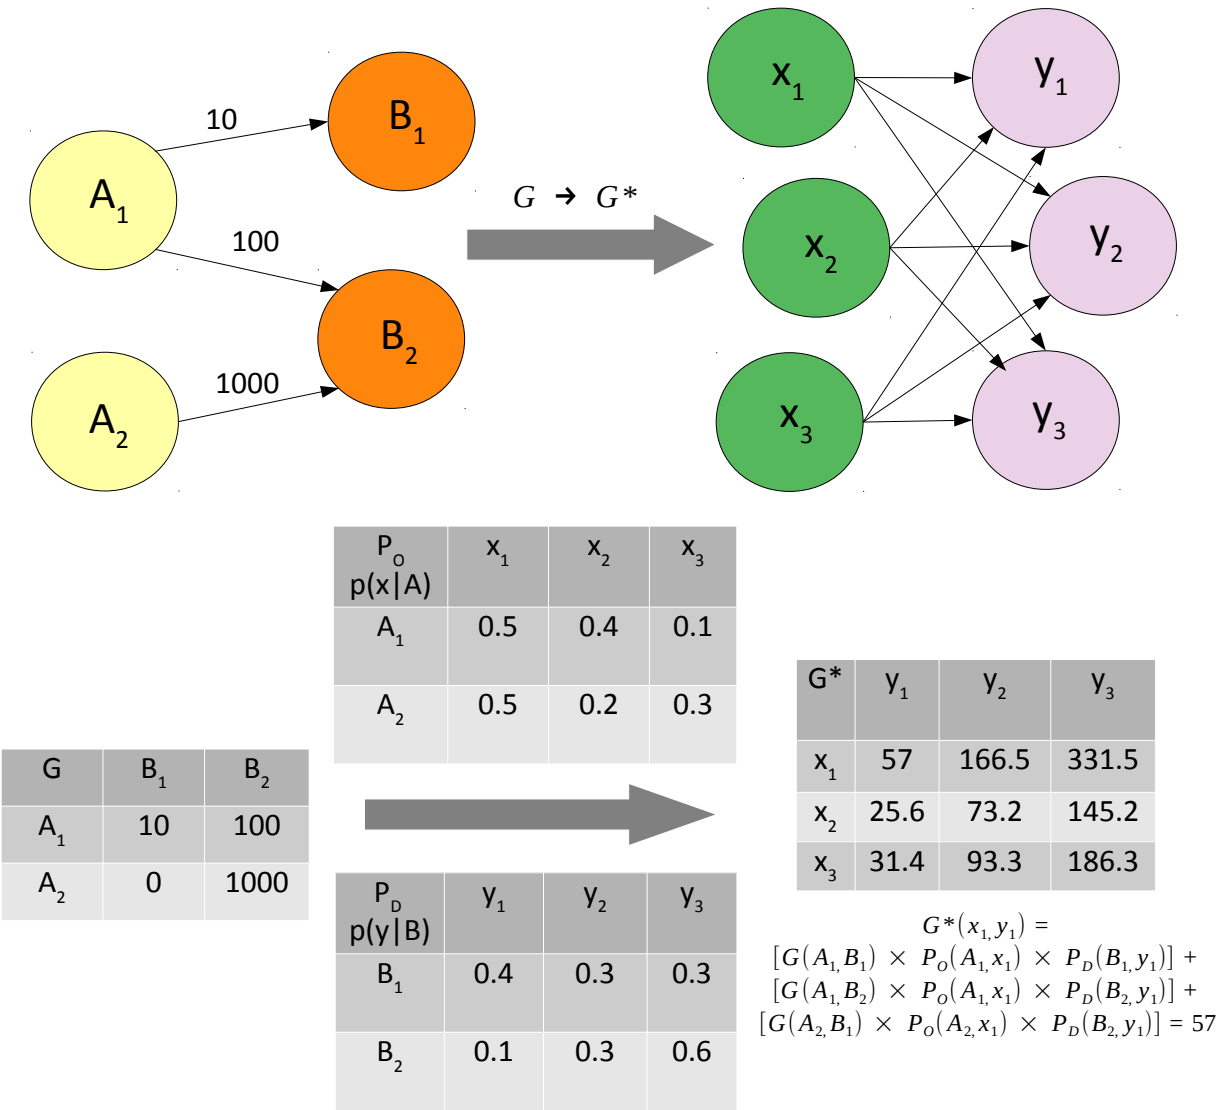 A1
A2
10
100
1000
B1
B2
G → G*
x1
x2
x3
y1
y2
y3
PO x1 x2 x3
p(x|A)
A1 0.5 0.4 0.1
A2 0.5 0.2 0.3
G B1 B2
A1 10 100
A2 0 1000
PD y1 y2 y3
p(y|B)
B1 0.4 0.3 0.3
B2 0.1 0.3 0.6
G* y1 y2 y3
x1 57 166.5 331.5
x2 25.6 73.2 145.2
x3 31.4 93.3 186.3
G*(x1, y1) =
[G(A1, B1) × PO(A1, x1) × PD(B1, y1)] +
[G(A1, B2) × PO(A1, x1) × PD(B2, y1)] +
[G(A2, B1) × PO(A2, x1) × PD(B2, y1)] = 57